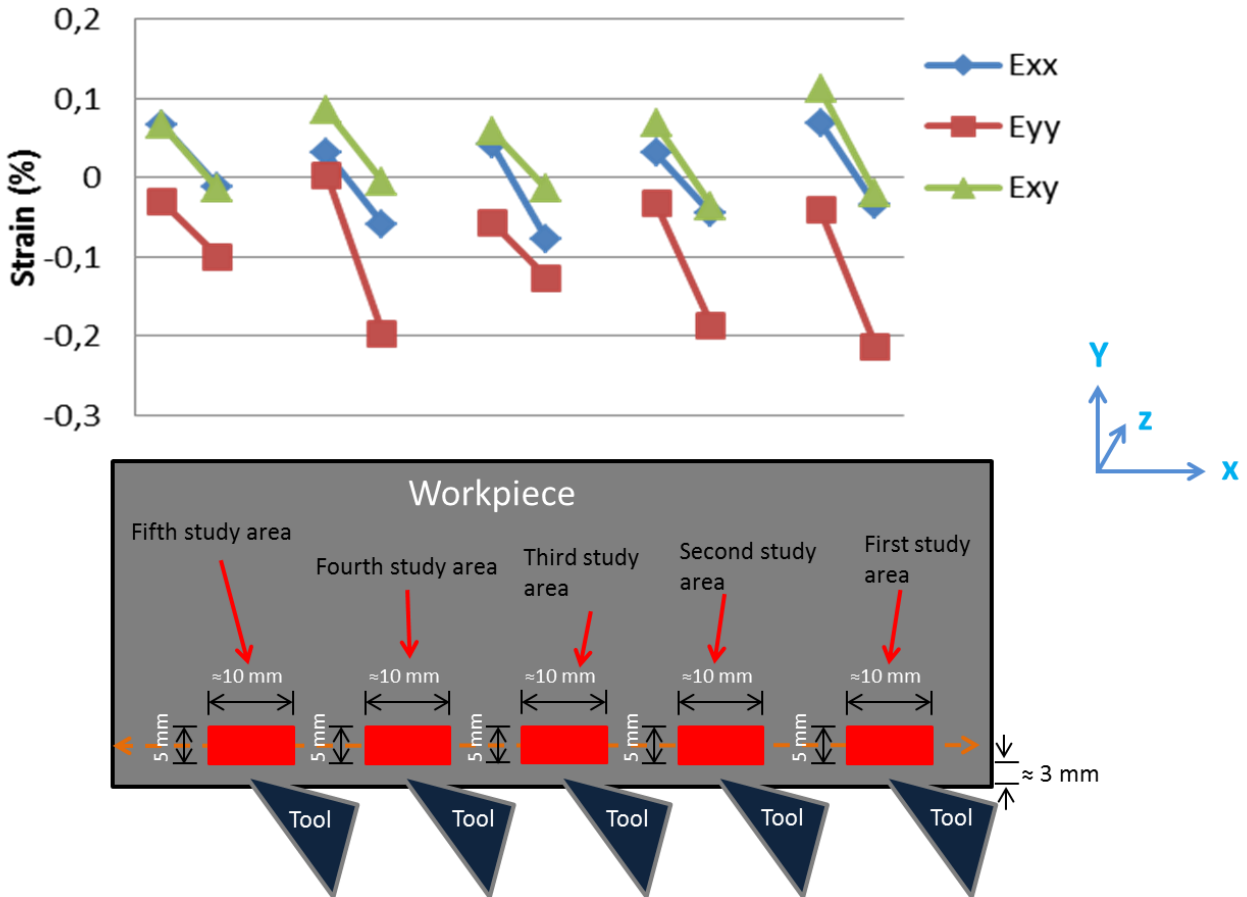 0,2
0,1
0
-0,1
-0,2
-0,3
Strain (%)
Exx
Eyy
Exy
Y
z
x
Workpiece
Fifth study area
Fourth study area
Third study
area
Second study
area
First study
area
≈10 mm
≈10 mm
≈10 mm
≈10 mm
≈10 mm
5 mm
5 mm
5 mm
5 mm
5 mm
≈ 3 mm
Tool
Tool
Tool
Tool
Tool